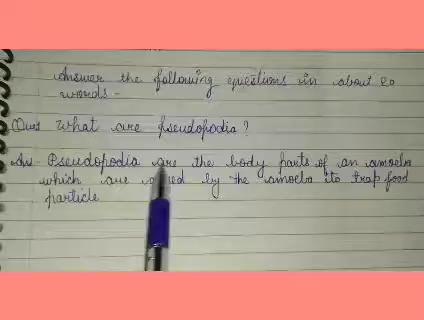 Answer the following questions in about 20
words -
Ques What are pseudopodia?
Ans - Pseudopodia are the body parts of an amoeba
which are by the amoeba to trap food
particle